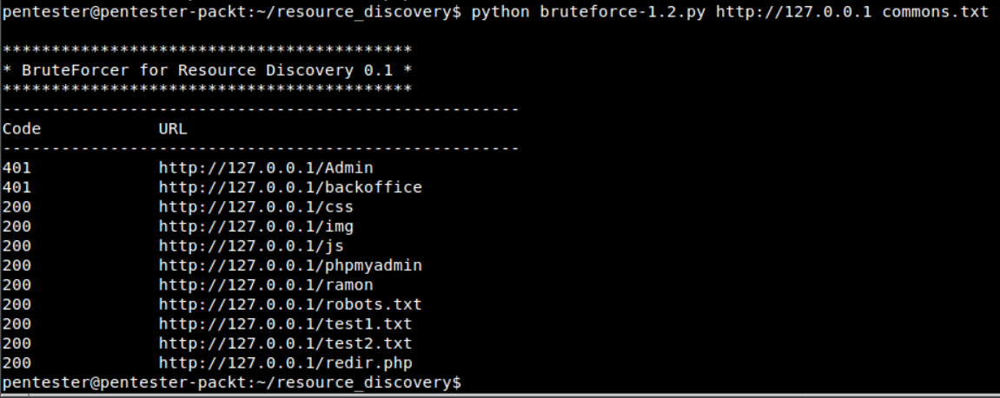 pentester@pentester-packt:~/resource_discovery$ python bruteforce-1.2.py http://127.0.0.1 commons.txt
******************************************
* BruteForcer for Resource Discovery 0.1 *
******************************************
-----------------------------------------------------
Code URL
-----------------------------------------------------
401 http://127.0.0.1/Admin
401 http://127.0.0.1/backoffice
200 http://127.0.0.1/css
200 http://127.0.0.1/img
200 http://127.0.0.1/js
200 http://127.0.0.1/phpmyadmin
200 http://127.0.0.1/ramon
200 http://127.0.0.1/robots.txt
200 http://127.0.0.1/test1.txt
200 http://127.0.0.1/test2.txt
200 http://127.0.0.1/redir.php
pentester@pentester-packt:~/resource_discovery$